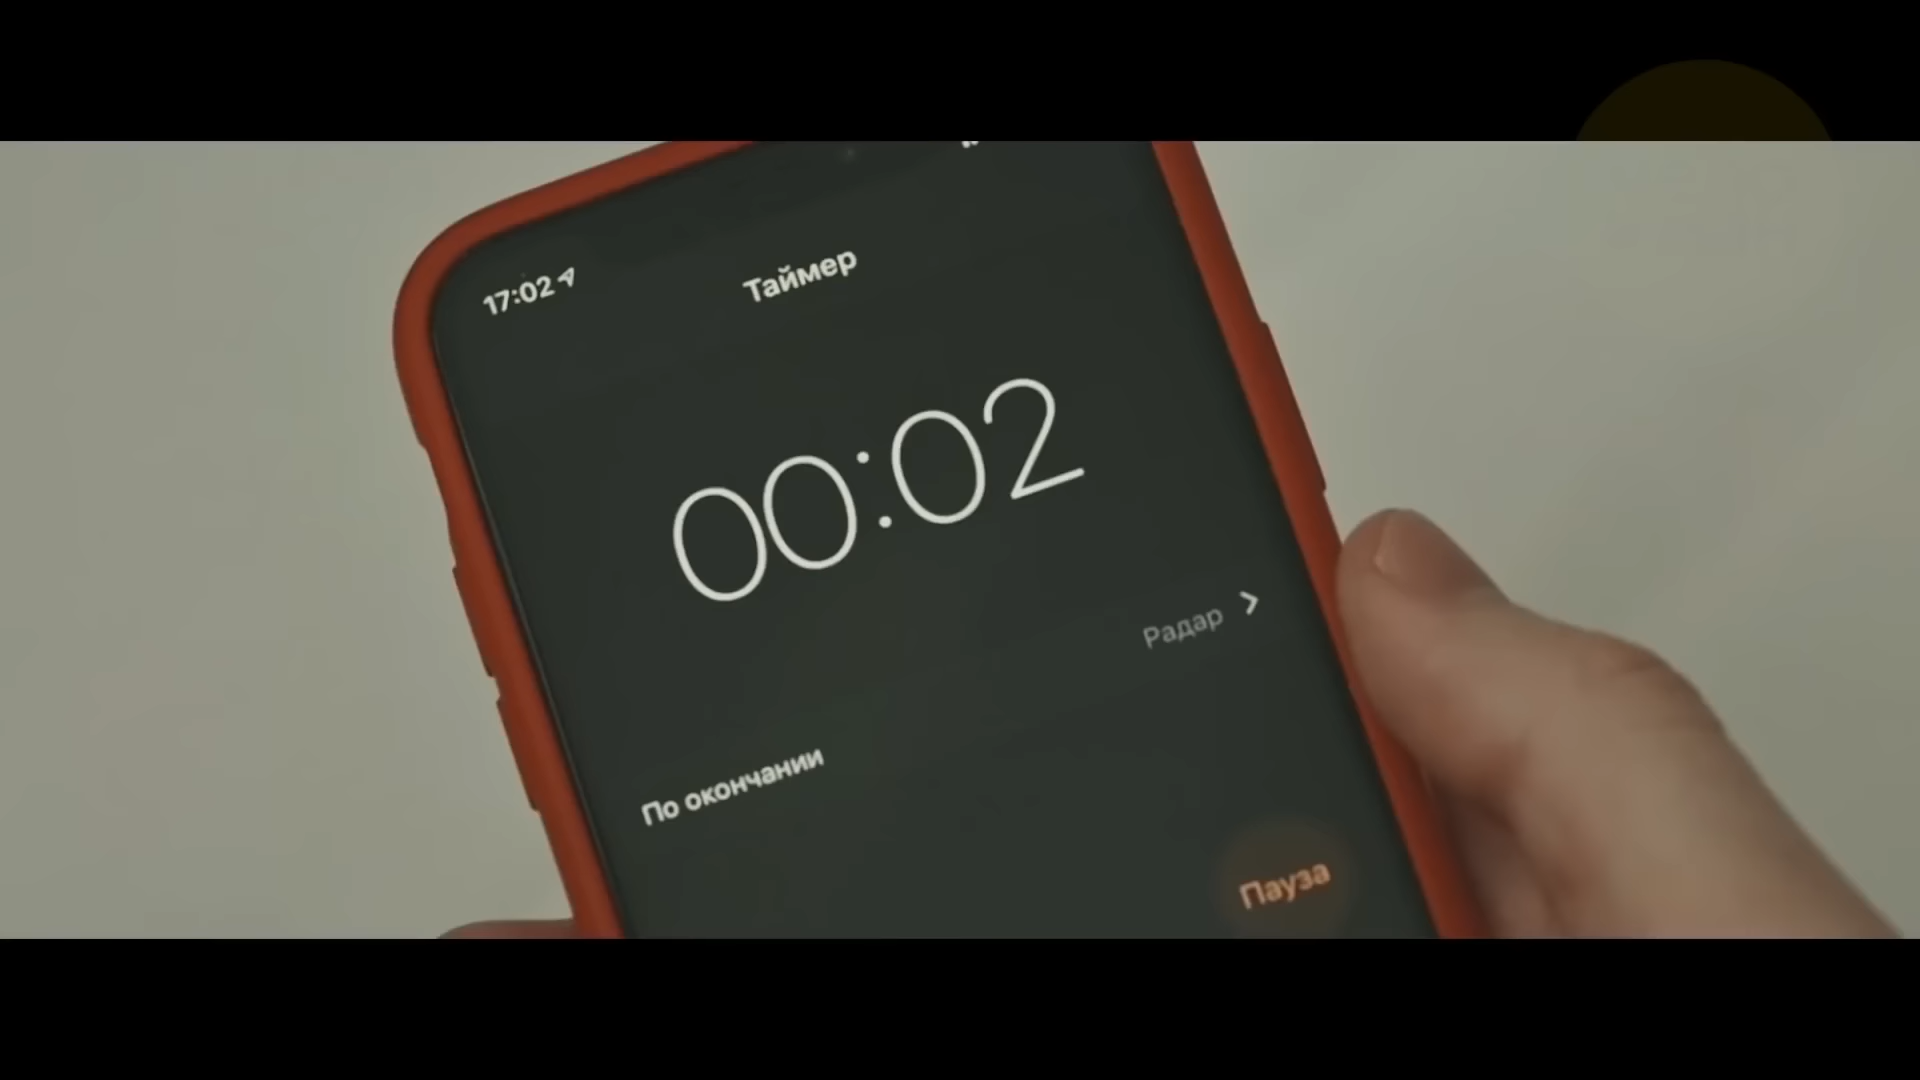 17:02
Таймер
00:02
Радар
По окончании
Пауза